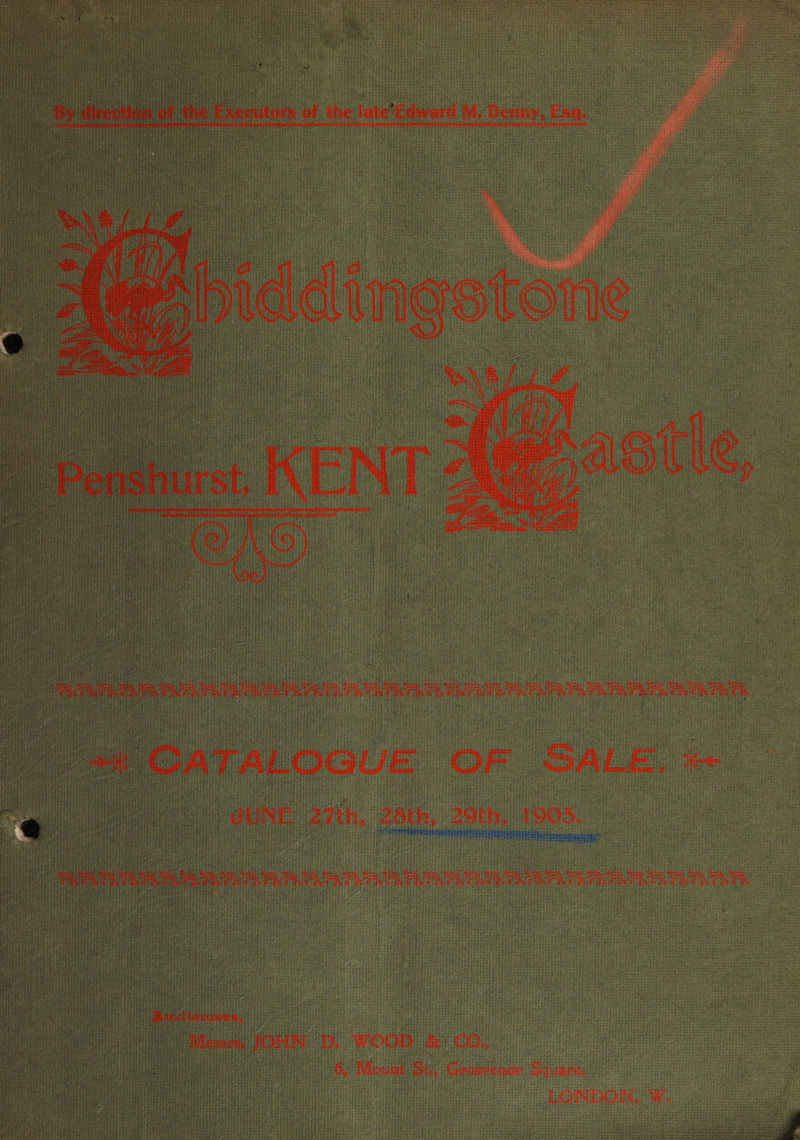 By direction of the Executors of the late Edward M. Denny, Esq.
Chiddingstone
Castle,
Penshurst, KENT
CATALOGUE OF SALE.
JUNE 27th, 28th, 29th, 1905.
Auctioneers,
Messrs. JOHN D. WOOD & CO.,
6, Mount St., Grosvenor Square,
LONDON, W.